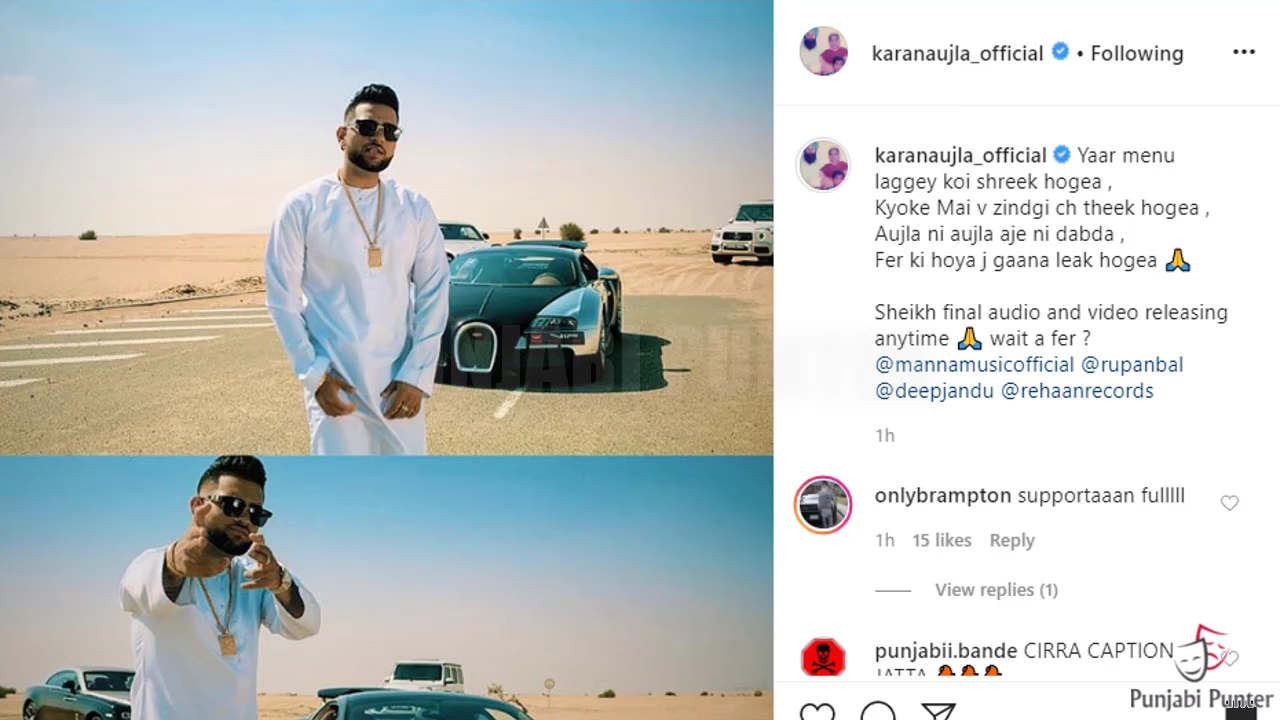 karanaujla_official • Following
karanaujla_official Yaar menu
laggey koi shreek hogea ,
Kyoke Mai v zindgi ch theek hogea ,
Aujla ni aujla aje ni dabda ,
Fer ki hoya j gaana leak hogea 🙏
Sheikh final audio and video releasing
anytime 🙏 wait a fer ?
@mannamusicofficial @rupanbal
@deepjandu @rehaanrecords
1h
onlybrampton supportaaan fulllll
1h 15 likes Reply
View replies (1)
punjabii.bande CIRRA CAPTION
JATTA
Punjabi Punter